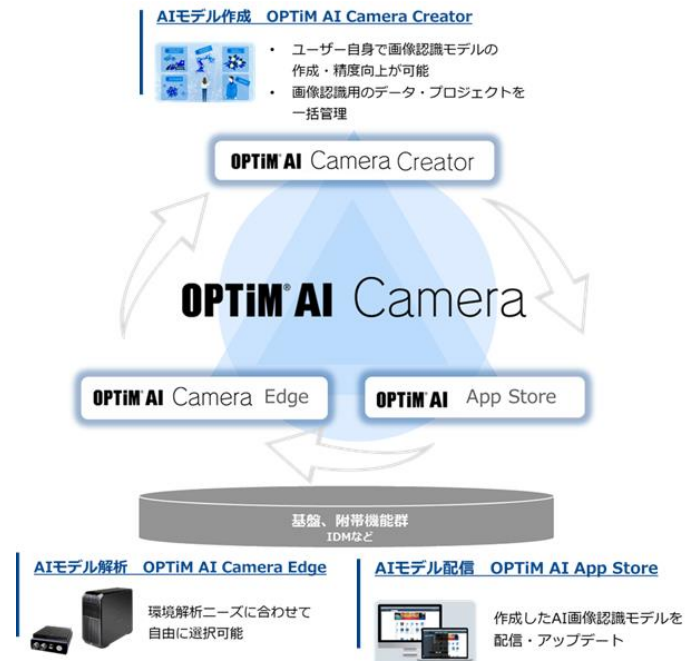 AIモデル作成　OPTiM AI Camera Creator
• ユーザー自身で画像認識モデルの
作成・精度向上が可能
• 画像認識用のデータ・プロジェクトを
一括管理
OPTiM AI Camera Creator
OPTiM® AI Camera
OPTiM AI Camera Edge
OPTiM AI App Store
基盤、附帯機能群
IDMなど
AIモデル解析　OPTiM AI Camera Edge
環境解析ニーズに合わせて
自由に選択可能
AIモデル配信　OPTiM AI App Store
作成したAI画像認識モデルを
配信・アップデート